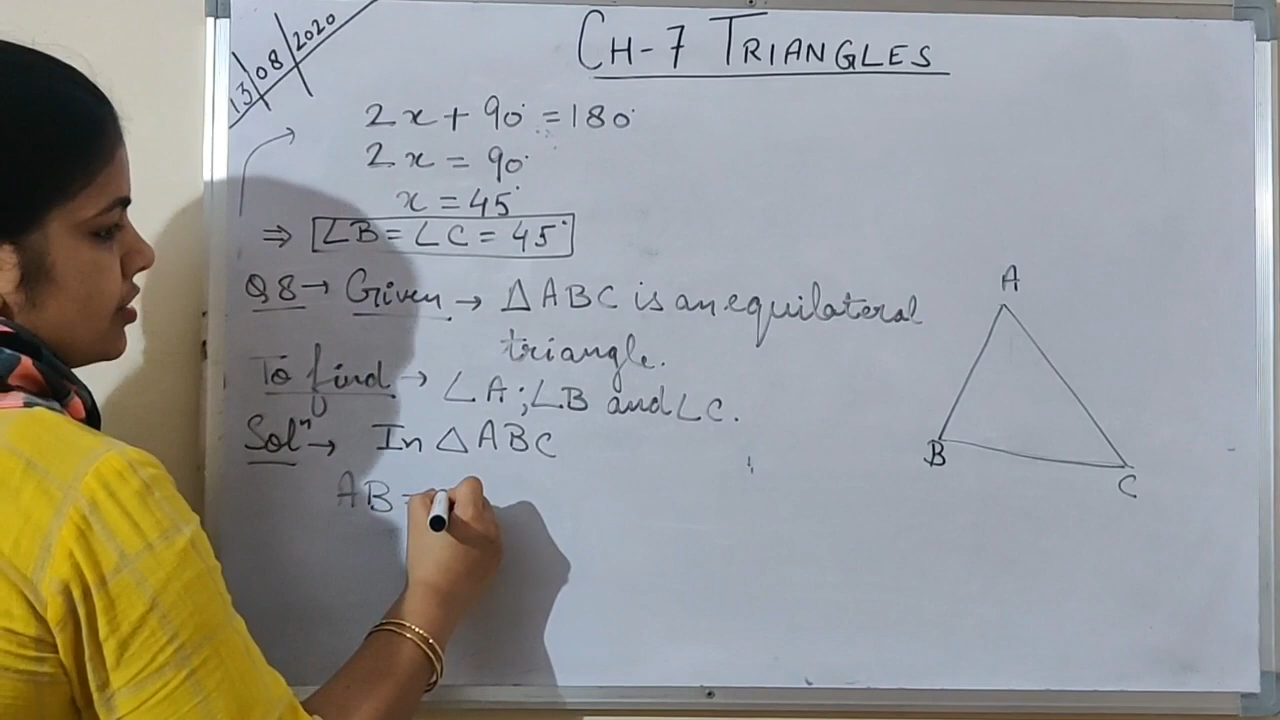 13/08/2020
CH-7 TRIANGLES
2x + 90° = 180°
2x = 90°
x = 45°
⇒ ∠B = ∠C = 45°
Q8→ Given → △ABC is an equilateral
triangle.
To find → ∠A; ∠B and ∠C.
Solⁿ → In △ABC
AB =
A
B
C